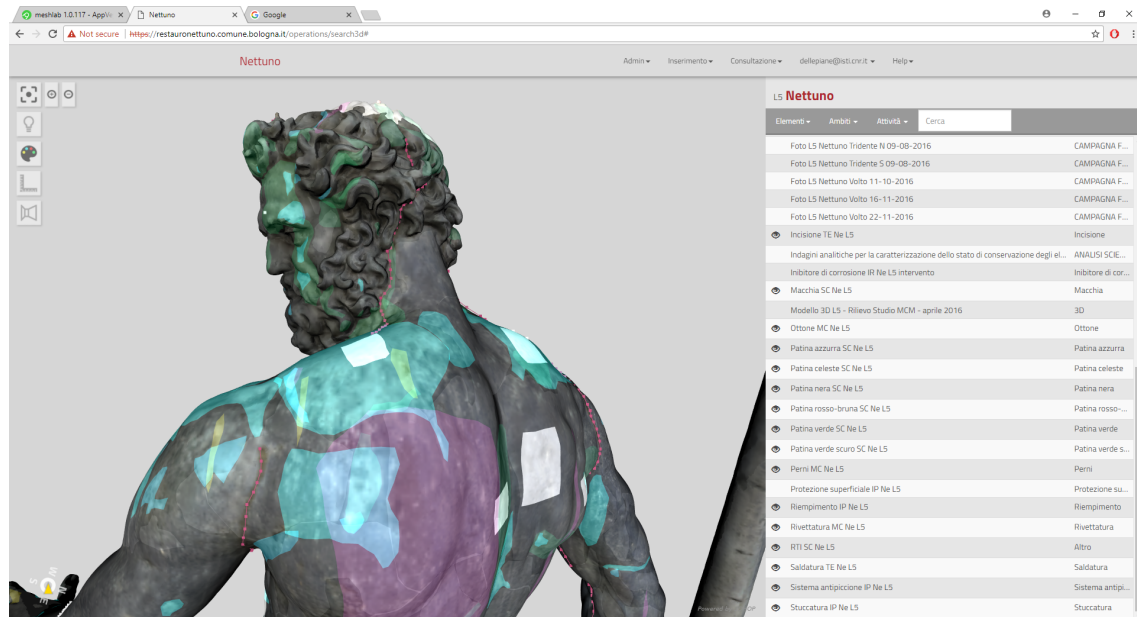 meshlab 1.0.117 - AppVe
Nettuno
Google
Not secure | https://restauronettuno.comune.bologna.it/operations/search3d#
Nettuno
Admin
Inserimento
Consultazione
dellepiane@isti.cnr.it
Help
L5 Nettuno
Elementi
Ambiti
Attività
Cerca
Foto L5 Nettuno Tridente N 09-08-2016 CAMPAGNA F...
Foto L5 Nettuno Tridente S 09-08-2016 CAMPAGNA F...
Foto L5 Nettuno Volto 11-10-2016 CAMPAGNA F...
Foto L5 Nettuno Volto 16-11-2016 CAMPAGNA F...
Foto L5 Nettuno Volto 22-11-2016 CAMPAGNA F...
Incisione TE Ne L5 Incisione
Indagini analitiche per la caratterizzazione dello stato di conservazione degli el... ANALISI SCIE...
Inibitore di corrosione IR Ne L5 intervento Inibitore di cor...
Macchia SC Ne L5 Macchia
Modello 3D L5 - Rilievo Studio MCM - aprile 2016 3D
Ottone MC Ne L5 Ottone
Patina azzurra SC Ne L5 Patina azzurra
Patina celeste SC Ne L5 Patina celeste
Patina nera SC Ne L5 Patina nera
Patina rosso-bruna SC Ne L5 Patina rosso-...
Patina verde SC Ne L5 Patina verde
Patina verde scuro SC Ne L5 Patina verde s...
Perni MC Ne L5 Perni
Protezione superficiale IP Ne L5 Protezione su...
Riempimento IP Ne L5 Riempimento
Rivettatura MC Ne L5 Rivettatura
RTI SC Ne L5 Altro
Saldatura TE Ne L5 Saldatura
Sistema antipiccione IP Ne L5 Sistema antipi...
Stuccatura IP Ne L5 Stuccatura
N
E
S
W
Powered